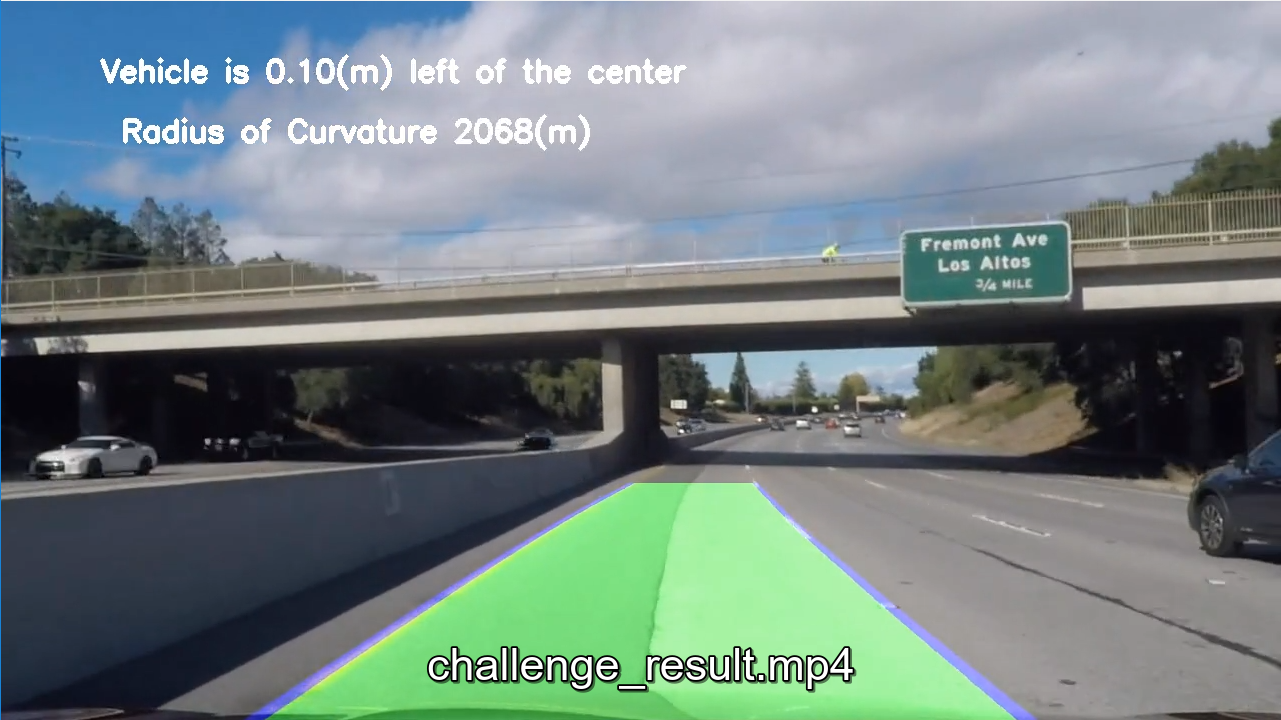 Vehicle is 0.10(m) left of the center
Radius of Curvature 2068(m)
Fremont Ave
Los Altos
3/4 MILE
challenge_result.mp4